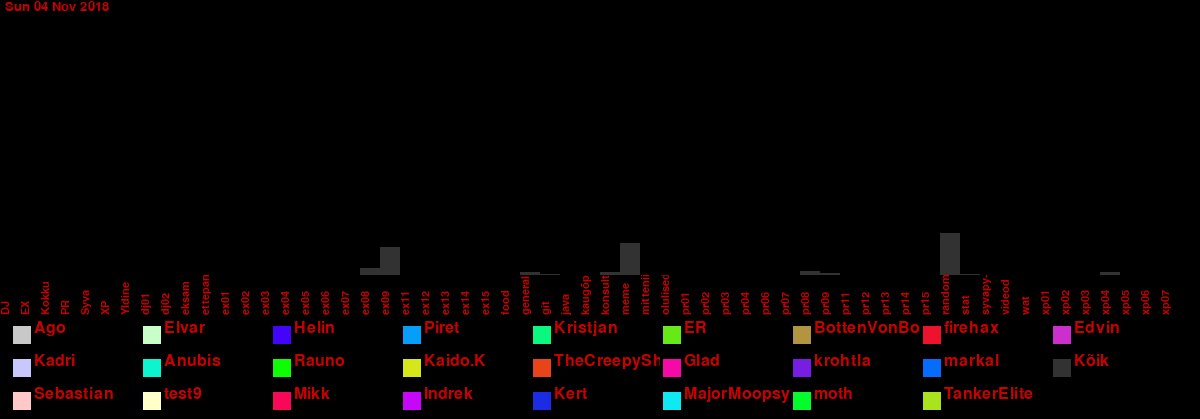 Sun 04 Nov 2018
DJ EX Kokku PR Syva XP Yldine dj01 dj02 eksam ettepan ex01 ex02 ex03 ex04 ex05 ex06 ex07 ex08 ex09 ex11 ex12 ex13 ex14 ex15 food general git java kaugõp konsult meme mittenii olulised pr01 pr02 pr03 pr04 pr06 pr07 pr08 pr09 pr11 pr12 pr13 pr14 pr15 random stat syvapy- videod wat xp01 xp02 xp03 xp04 xp05 xp06 xp07
Ago Elvar Helin Piret Kristjan ER BottenVonBo firehax Edvin
Kadri Anubis Rauno Kaido.K TheCreepySh Glad krohtla markal Kõik
Sebastian test9 Mikk Indrek Kert MajorMoopsy moth TankerElite